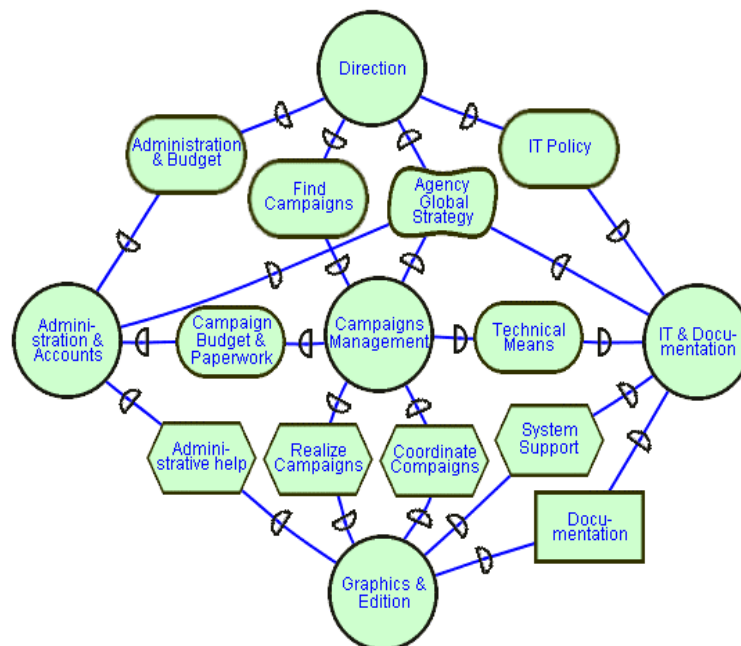 Direction
Administration
& Budget
IT Policy
Find
Campaigns
Agency
Global
Strategy
Admini-
stration &
Accounts
Campaign
Budget &
Paperwork
Campaigns
Management
Technical
Means
IT & Docu-
mentation
Admini-
strative help
Realize
Campaigns
Coordinate
Compaigns
System
Support
Docu-
mentation
Graphics &
Edition